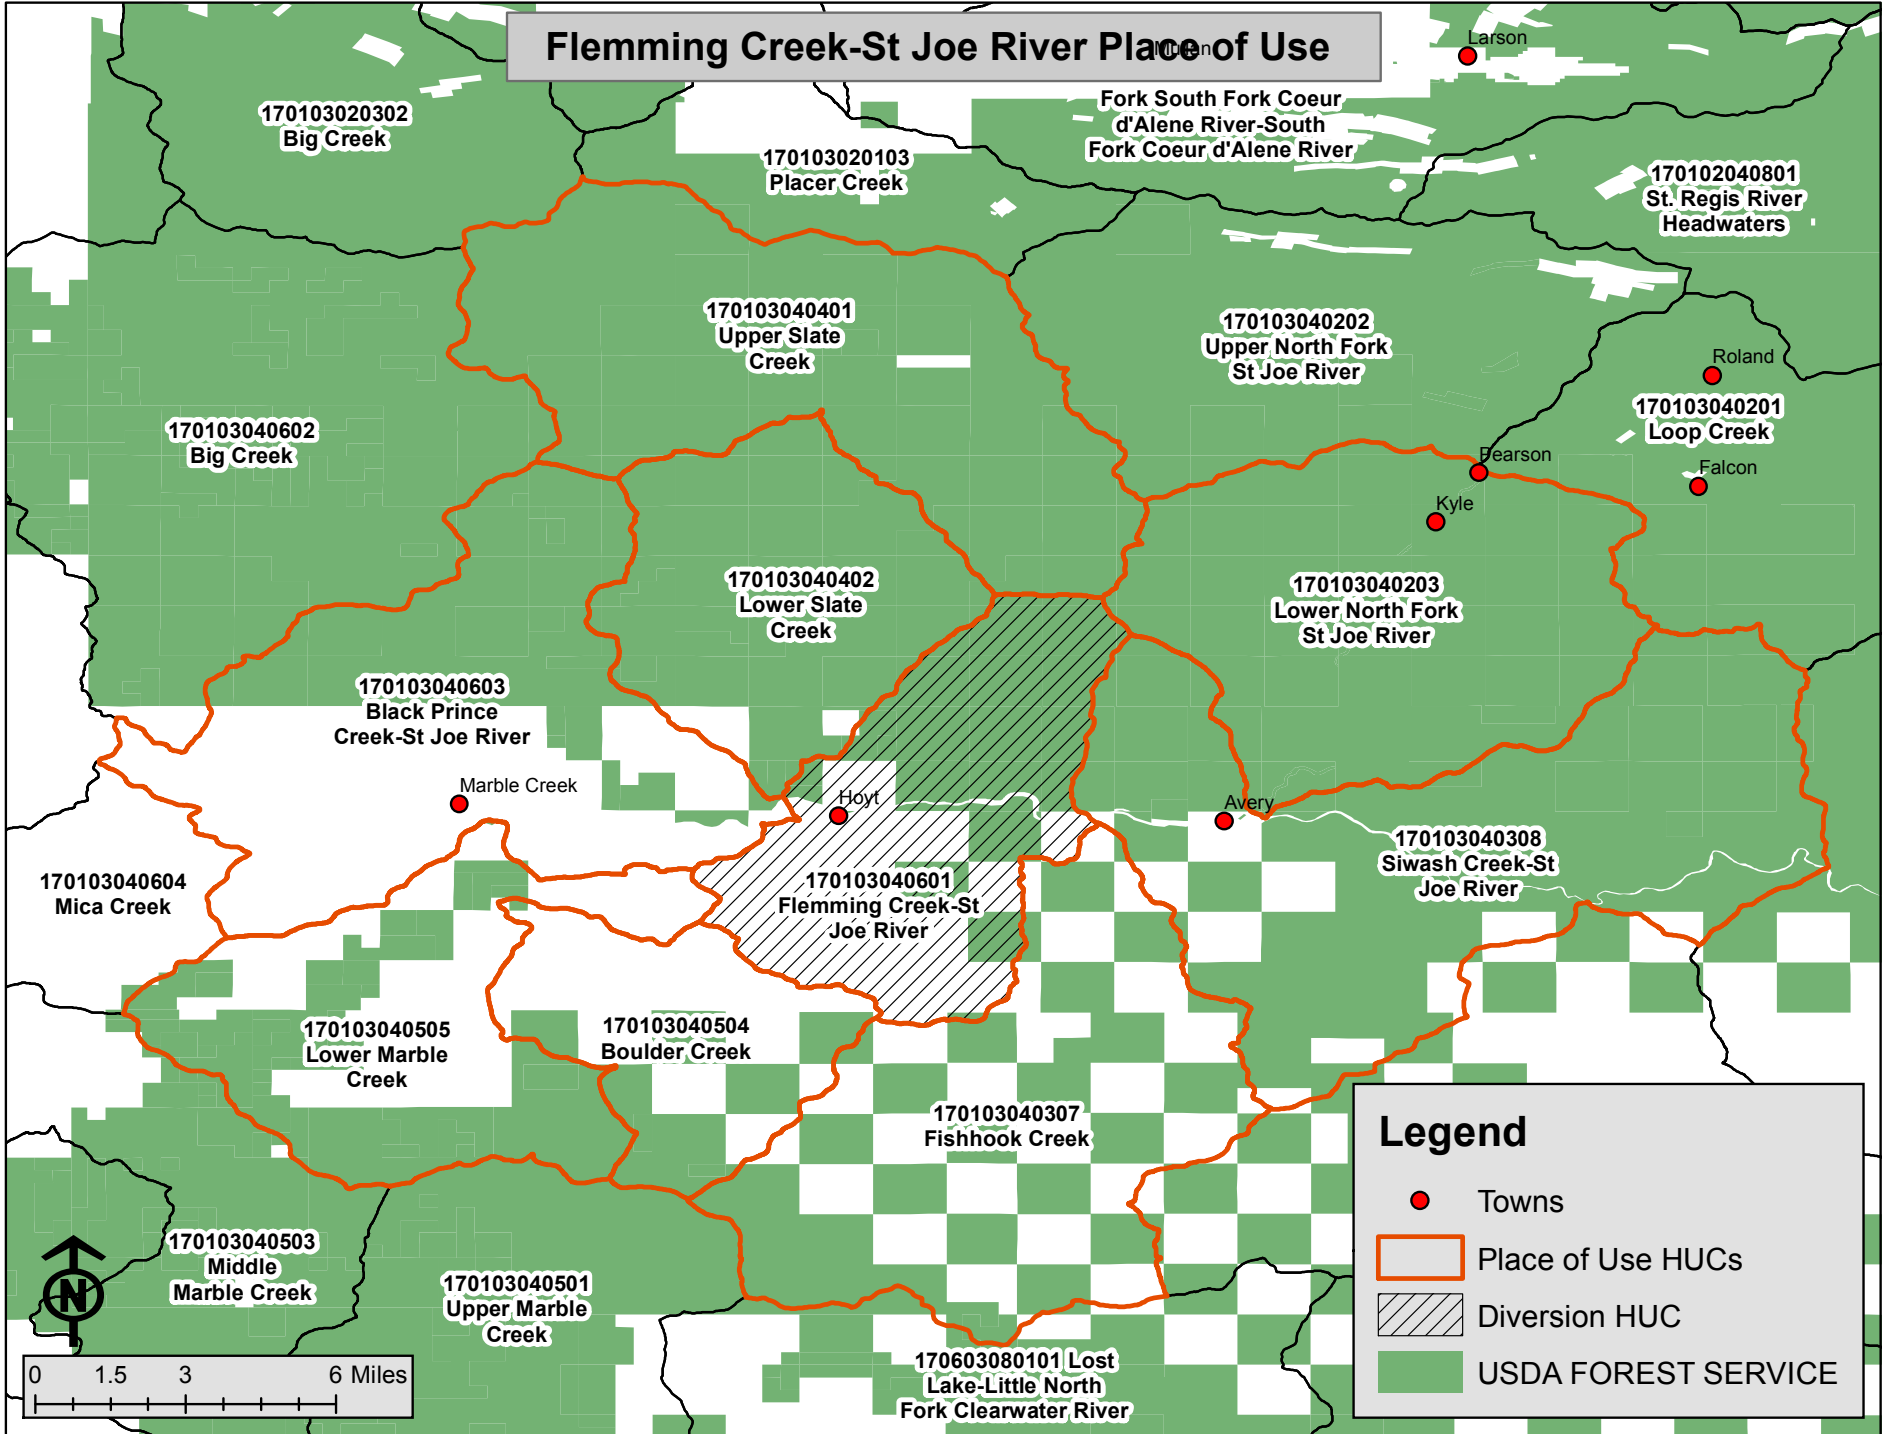 Flemming Creek-St Joe River Place of Use
Mullan
Larson
170103020302
Big Creek
170103020103
Placer Creek
Fork South Fork Coeur
d'Alene River-South
Fork Coeur d'Alene River
170102040801
St. Regis River
Headwaters
170103040401
Upper Slate
Creek
170103040202
Upper North Fork
St Joe River
Roland
170103040201
Loop Creek
170103040602
Big Creek
Pearson
Falcon
Kyle
170103040402
Lower Slate
Creek
170103040203
Lower North Fork
St Joe River
170103040603
Black Prince
Creek-St Joe River
Marble Creek
Hoyt
Avery
170103040308
Siwash Creek-St
Joe River
170103040604
Mica Creek
170103040601
Flemming Creek-St
Joe River
170103040505
Lower Marble
Creek
170103040504
Boulder Creek
170103040307
Fishhook Creek
170103040503
Middle
Marble Creek
170103040501
Upper Marble
Creek
170603080101 Lost
Lake-Little North
Fork Clearwater River
N
0 1.5 3 6 Miles
Legend
Towns
Place of Use HUCs
Diversion HUC
USDA FOREST SERVICE